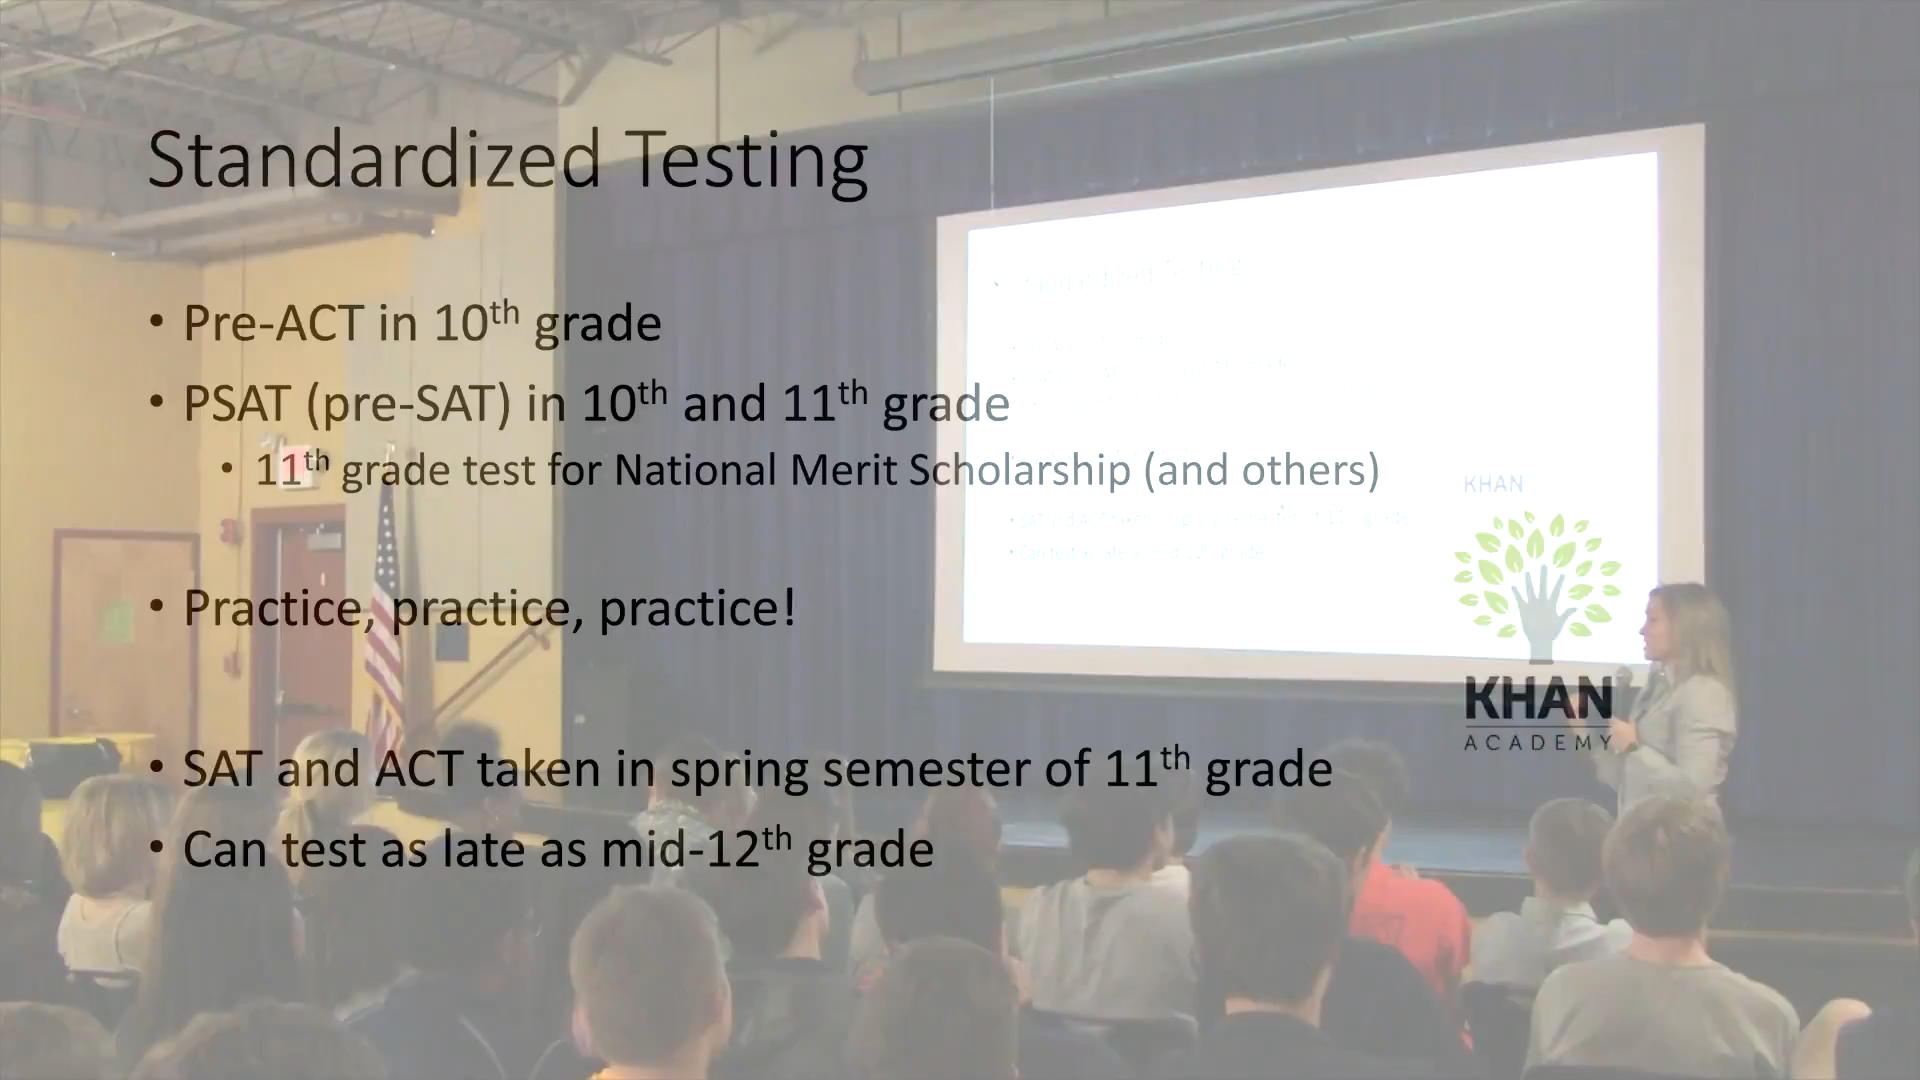 Standardized Testing
• Pre-ACT in 10th grade
• PSAT (pre-SAT) in 10th and 11th grade
• 11th grade test for National Merit Scholarship (and others)
KHAN
• Practice, practice, practice!
KHAN
ACADEMY
• SAT and ACT taken in spring semester of 11th grade
• Can test as late as mid-12th grade